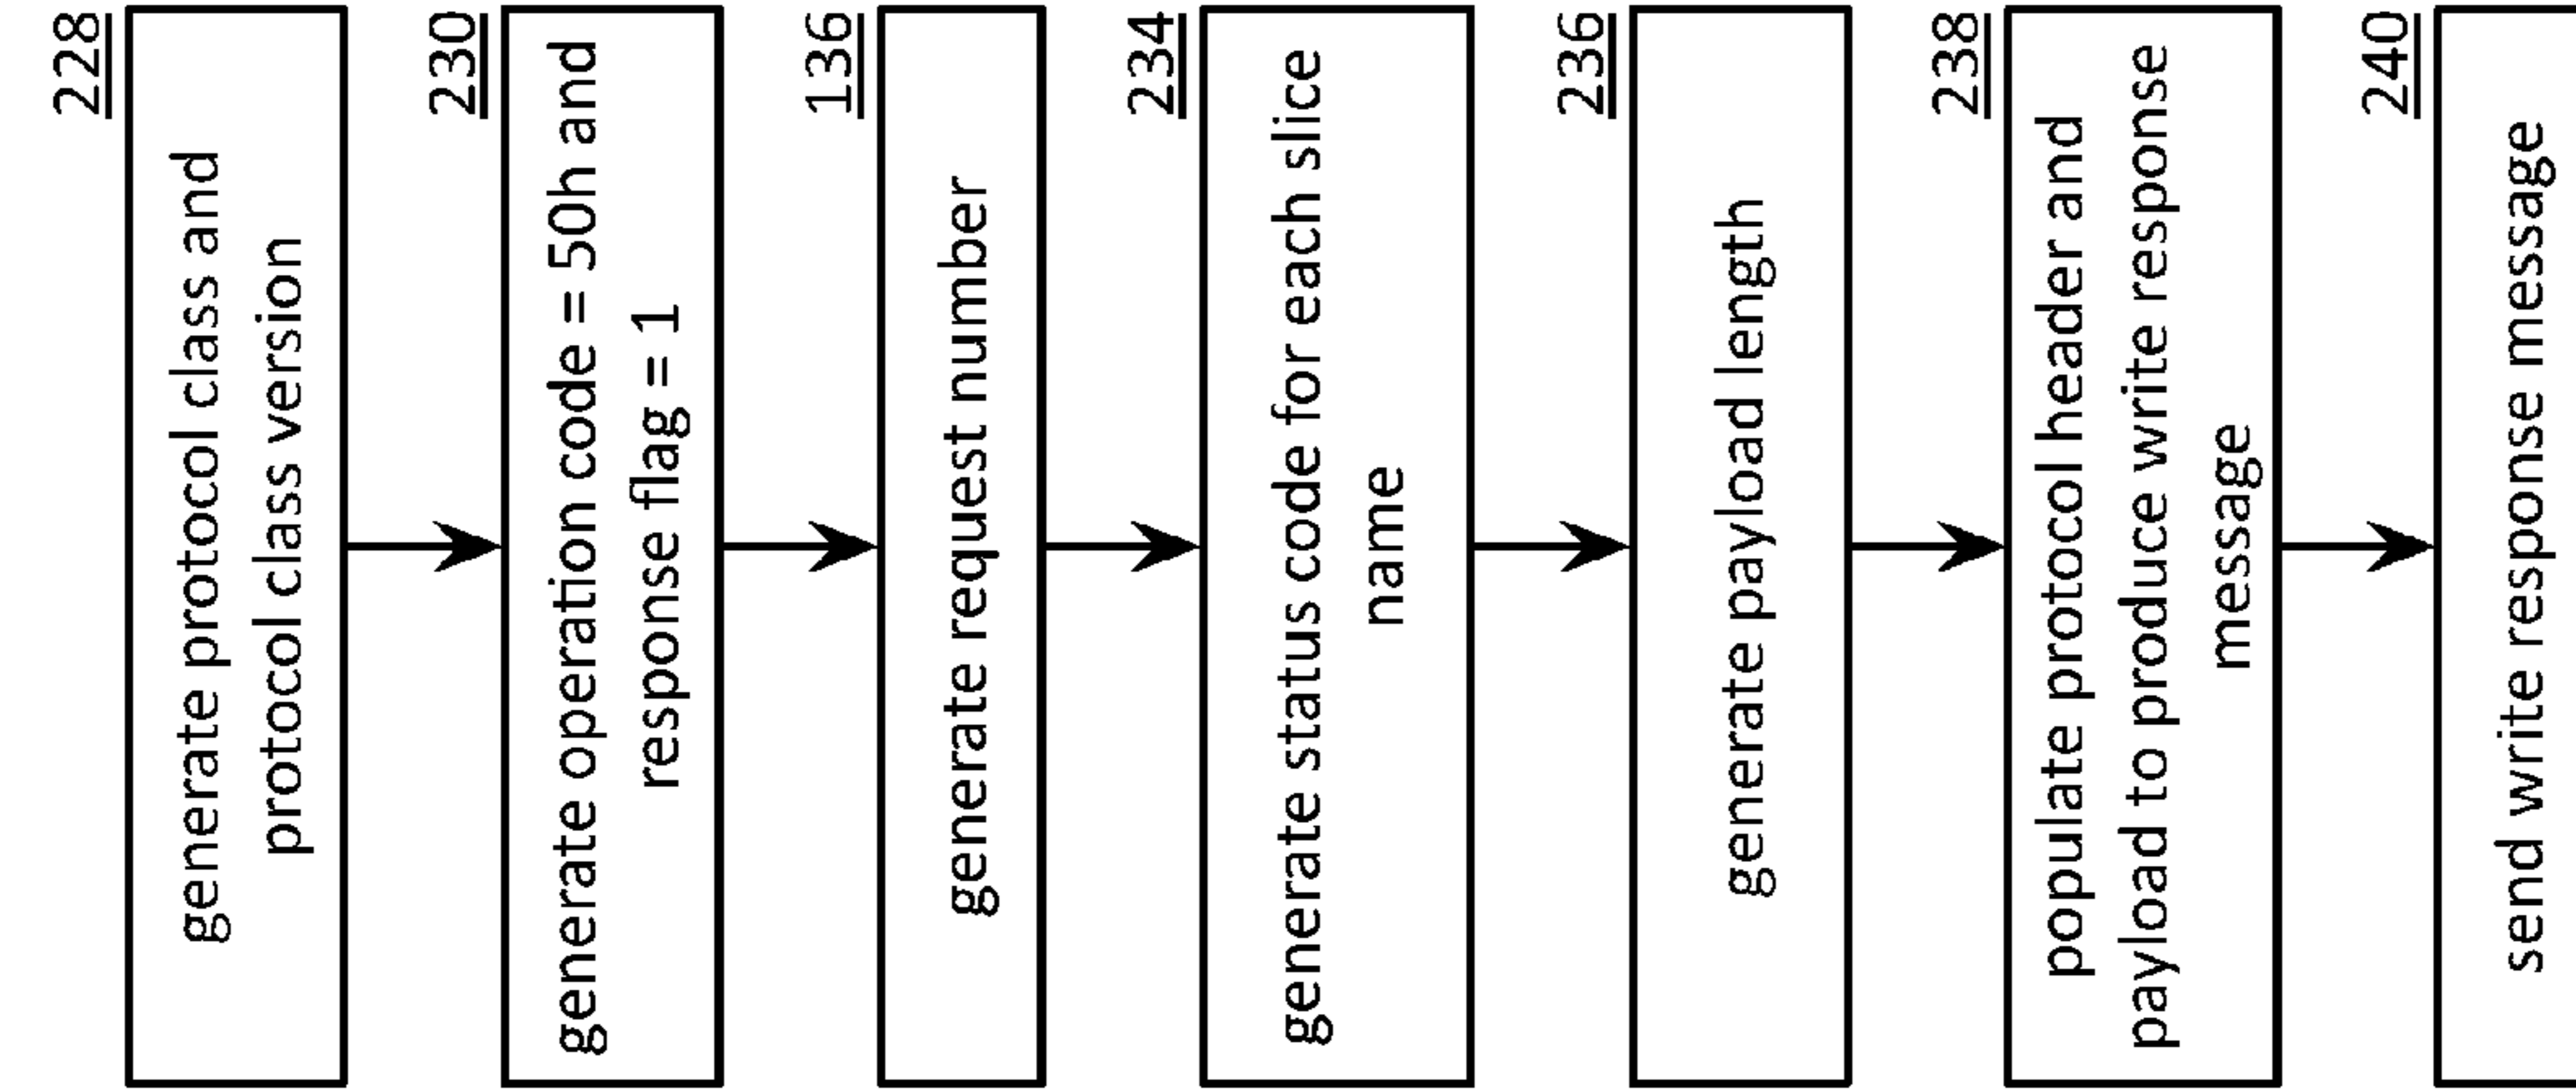 228
generate protocol class and
protocol class version
230
generate operation code = 50h and
response flag = 1
136
generate request number
234
generate status code for each slice
name
236
generate payload length
238
populate protocol header and
payload to produce write response
message
240
send write response message